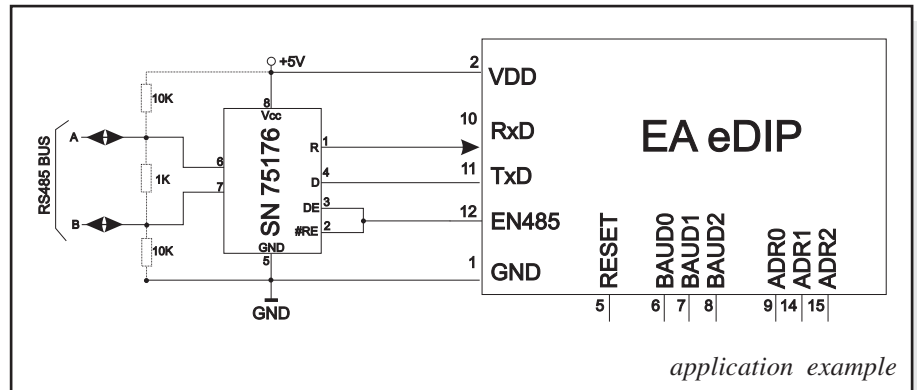 +5V
2
VDD
10K
8
Vcc
10
RxD
EA eDIP
A
R
1
RS485 BUS
6
11
TxD
1K
SN 75176
D
4
7
DE
3
12
EN485
B
#RE
2
10K
GND
5
1
GND
GND
RESET
BAUD0
BAUD1
BAUD2
ADR0
ADR1
ADR2
5
6
7
8
9
14
15
application example